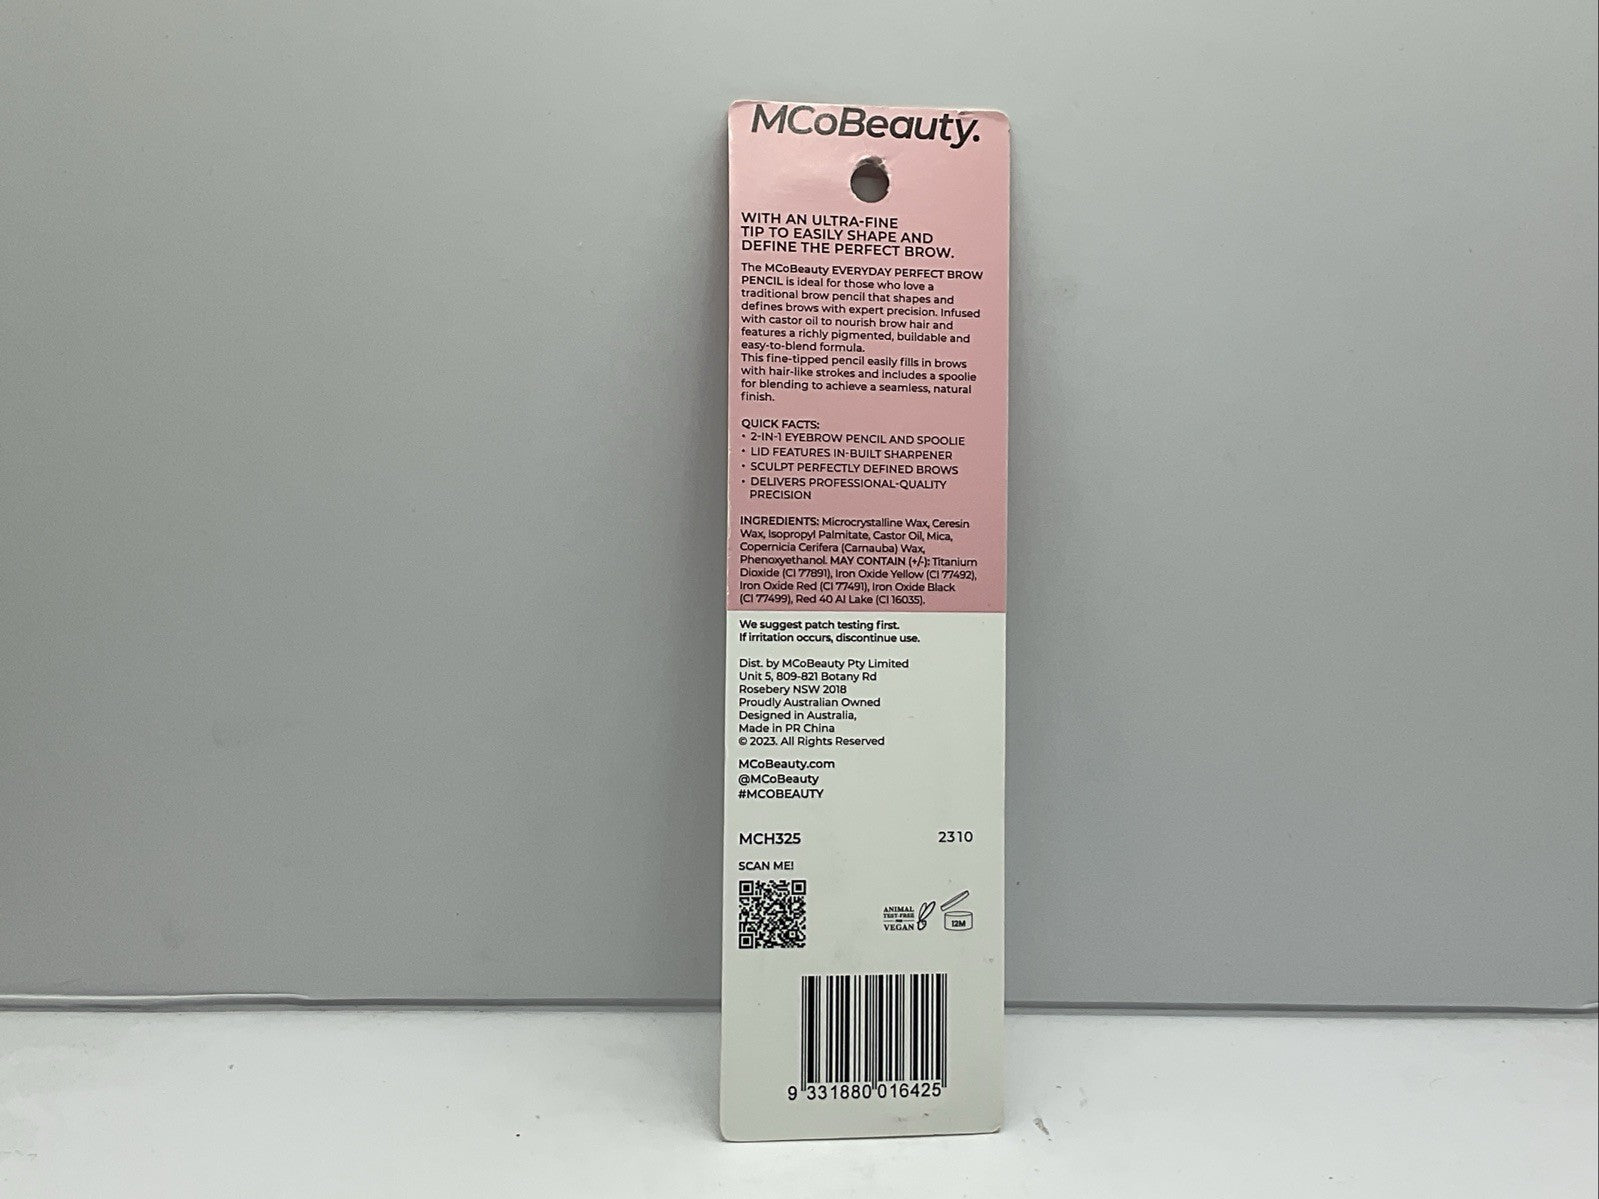 MCoBeauty.
WITH AN ULTRA-FINE
TIP TO EASILY SHAPE AND
DEFINE THE PERFECT BROW.
The MCoBeauty EVERYDAY PERFECT BROW
PENCIL is ideal for those who love a
traditional brow pencil that shapes and
defines brows with expert precision. Infused
with castor oil to nourish brow hair and
features a richly pigmented, buildable and
easy-to-blend formula.
This fine-tipped pencil easily fills in brows
with hair-like strokes and includes a spoolie
for blending to achieve a seamless, natural
finish.
QUICK FACTS:
• 2-IN-1 EYEBROW PENCIL AND SPOOLIE
• LID FEATURES IN-BUILT SHARPENER
• SCULPT PERFECTLY DEFINED BROWS
• DELIVERS PROFESSIONAL-QUALITY
PRECISION
INGREDIENTS: Microcrystalline Wax, Ceresin
Wax, Isopropyl Palmitate, Castor Oil, Mica,
Copernicia Cerifera (Carnauba) Wax,
Phenoxyethanol. MAY CONTAIN (+/-): Titanium
Dioxide (CI 77891), Iron Oxide Yellow (CI 77492),
Iron Oxide Red (CI 77491), Iron Oxide Black
(CI 77499), Red 40 Al Lake (CI 16035).
We suggest patch testing first.
If irritation occurs, discontinue use.
Dist. by MCoBeauty Pty Limited
Unit 5, 809-821 Botany Rd
Rosebery NSW 2018
Proudly Australian Owned
Designed in Australia,
Made in PR China
© 2023. All Rights Reserved
MCoBeauty.com
@MCoBeauty
#MCOBEAUTY
MCH325 2310
SCAN ME!
ANIMAL
TEST-FREE
VEGAN
12M
9 331880 016425